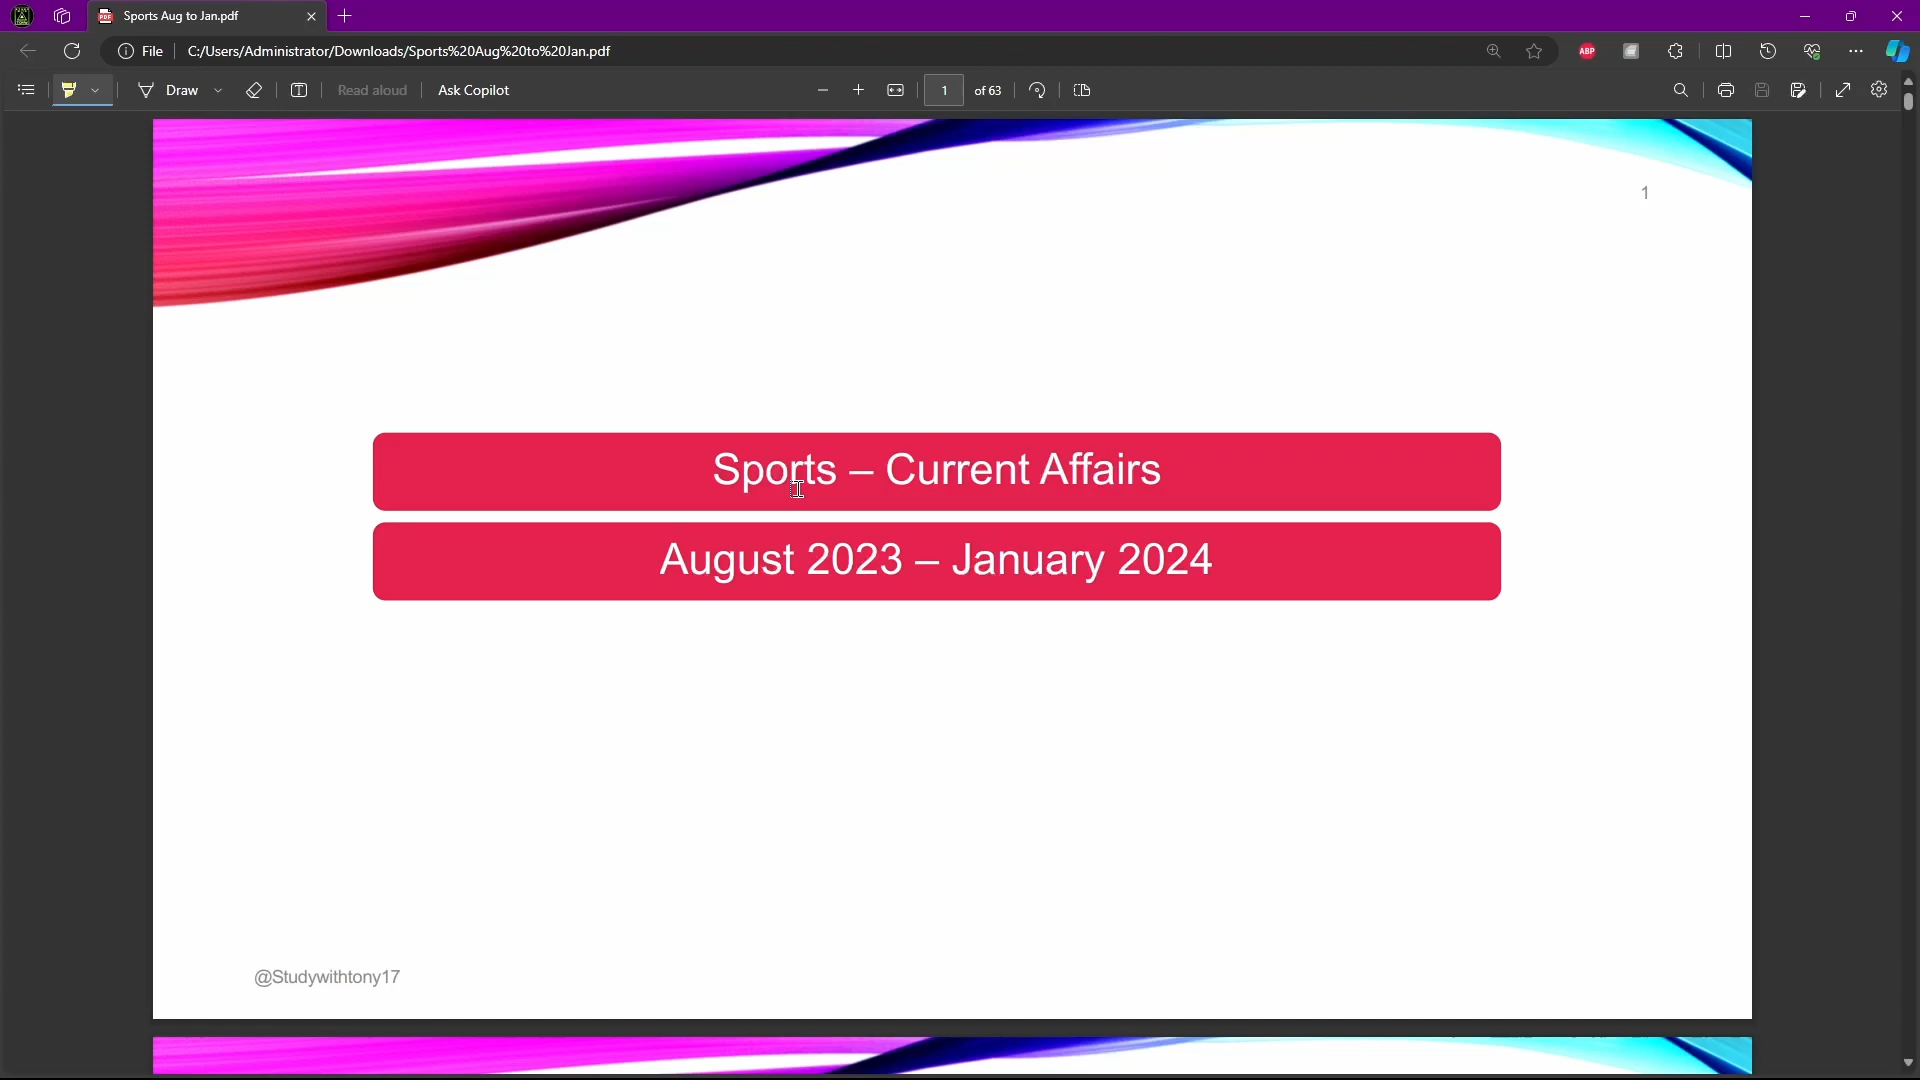 Sports Aug to Jan.pdf
File C:/Users/Administrator/Downloads/Sports%20Aug%20to%20Jan.pdf
ABP
Draw Read aloud Ask Copilot 1 of 63
1
Sports – Current Affairs
August 2023 – January 2024
@Studywithtony17